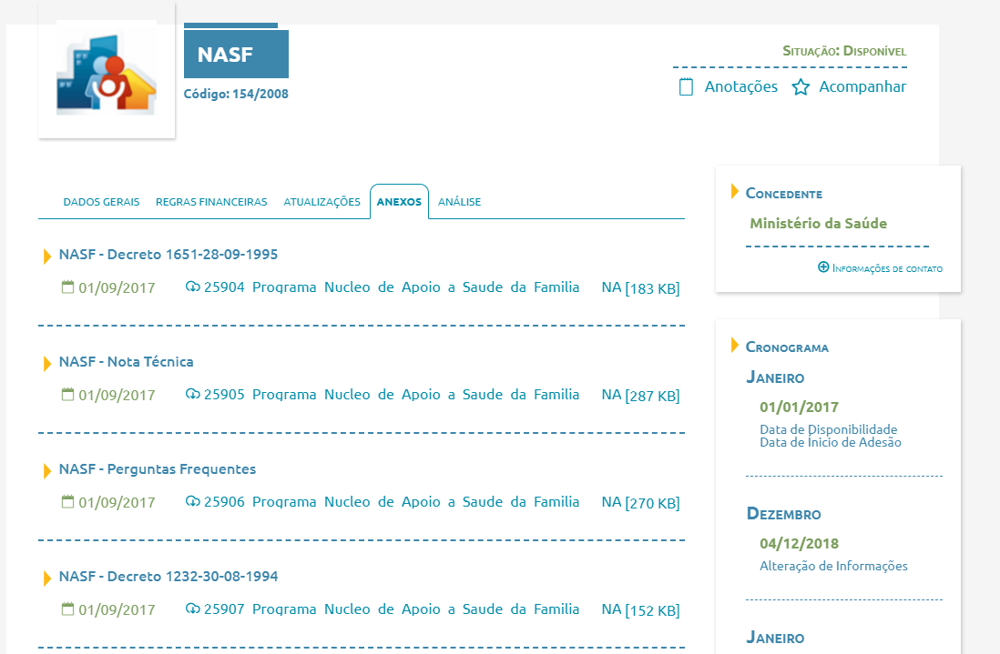 NASF
Código: 154/2008
Situação: Disponível
Anotações Acompanhar
DADOS GERAIS REGRAS FINANCEIRAS ATUALIZAÇÕES ANEXOS ANÁLISE
NASF - Decreto 1651-28-09-1995
01/09/2017 25904 Programa Nucleo de Apoio a Saude da Familia NA [183 KB]
NASF - Nota Técnica
01/09/2017 25905 Programa Nucleo de Apoio a Saude da Familia NA [287 KB]
NASF - Perguntas Frequentes
01/09/2017 25906 Programa Nucleo de Apoio a Saude da Familia NA [270 KB]
NASF - Decreto 1232-30-08-1994
01/09/2017 25907 Programa Nucleo de Apoio a Saude da Familia NA [152 KB]
Concedente
Ministério da Saúde
Informações de contato
Cronograma
Janeiro
01/01/2017
Data de Disponibilidade
Data de Ínicio de Adesão
Dezembro
04/12/2018
Alteração de Informações
Janeiro